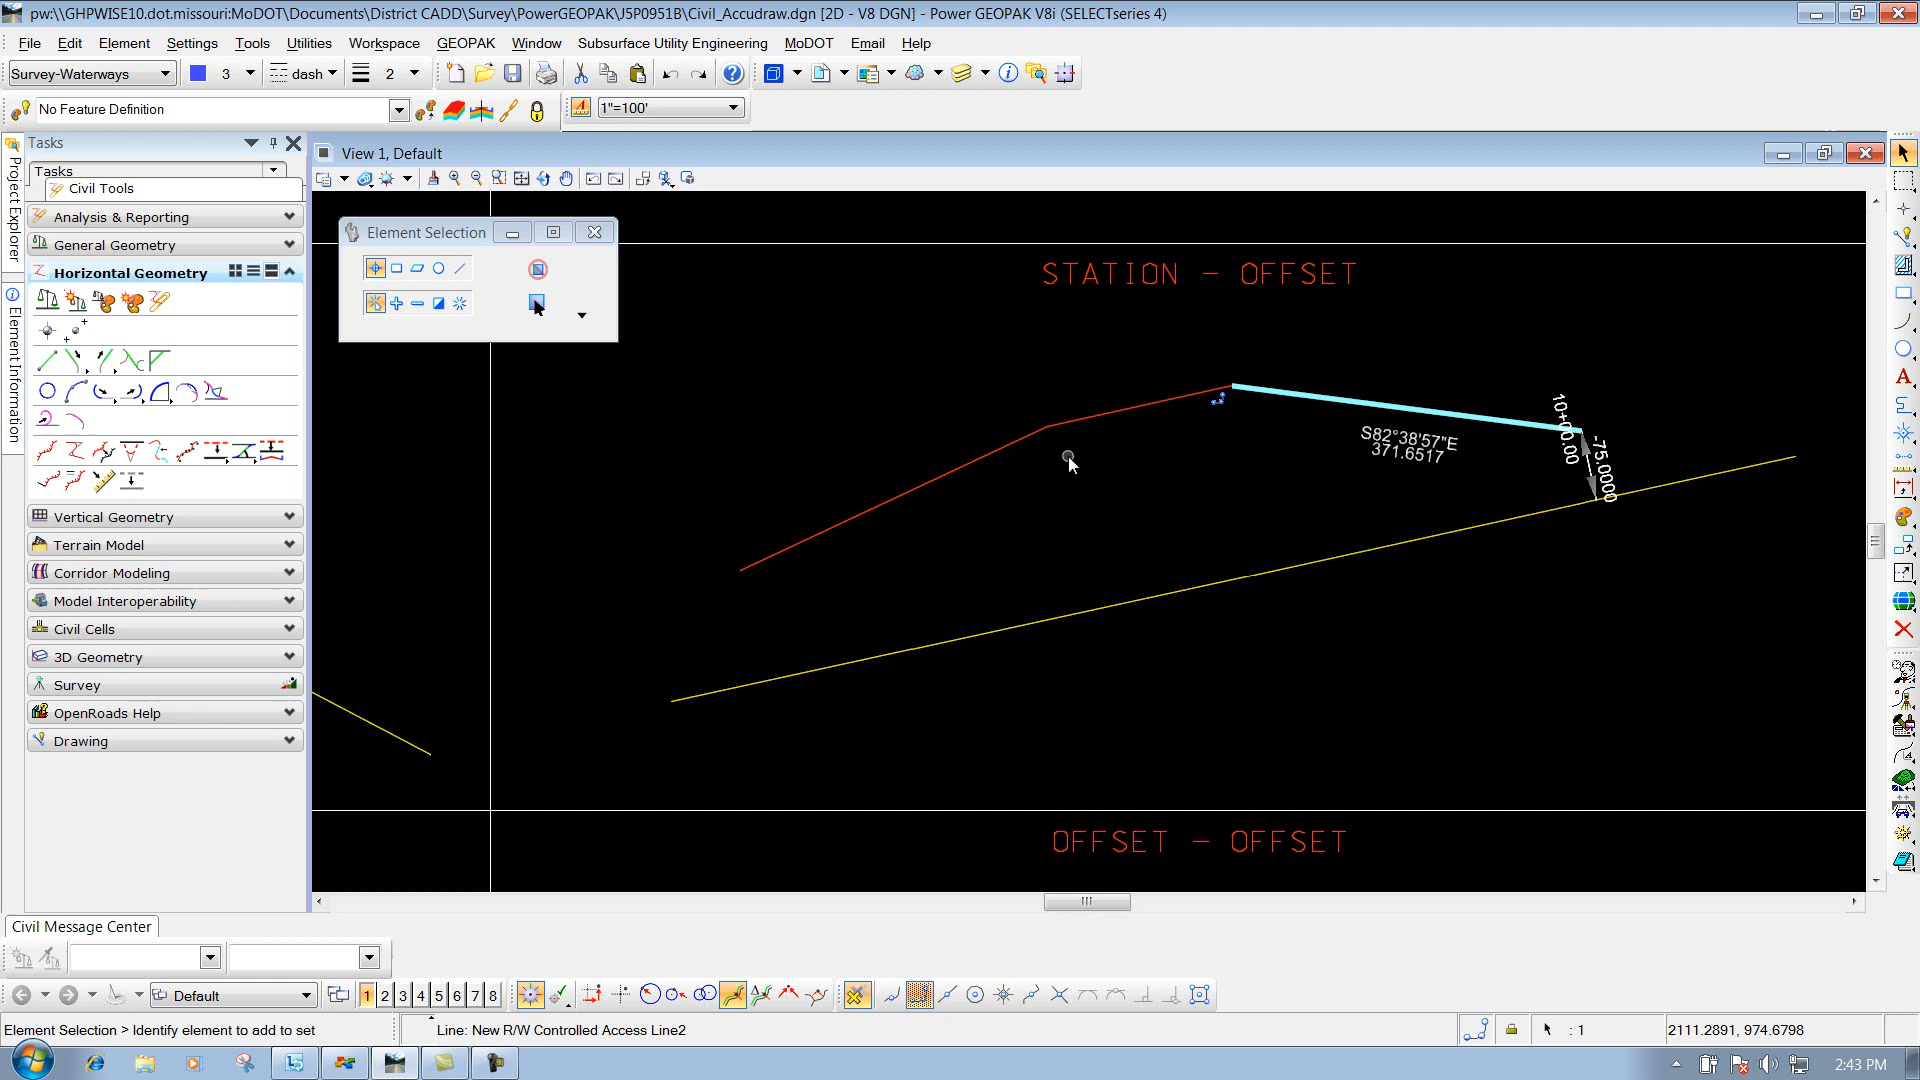 pw:\\GHPWISE10.dot.missouri:MoDOT\Documents\District CADD\Survey\PowerGEOPAK\J5P0951B\Civil_Accudraw.dgn [2D - V8 DGN] - Power GEOPAK V8i (SELECTseries 4)
File Edit Element Settings Tools Utilities Workspace GEOPAK Window Subsurface Utility Engineering MoDOT Email Help
Survey-Waterways 3 dash 2
No Feature Definition 1"=100'
Tasks
View 1, Default
Tasks
Civil Tools
Project Explorer
Element Information
Analysis & Reporting
General Geometry
Horizontal Geometry
Vertical Geometry
Terrain Model
Corridor Modeling
Model Interoperability
Civil Cells
3D Geometry
Survey
OpenRoads Help
Drawing
Element Selection
STATION - OFFSET
S82°38'57"E
371.6517
10+00.00
-75.0000
OFFSET - OFFSET
Civil Message Center
Default 1 2 3 4 5 6 7 8
Element Selection > Identify element to add to set Line: New R/W Controlled Access Line2 : 1 2111.2891, 974.6798
2:43 PM